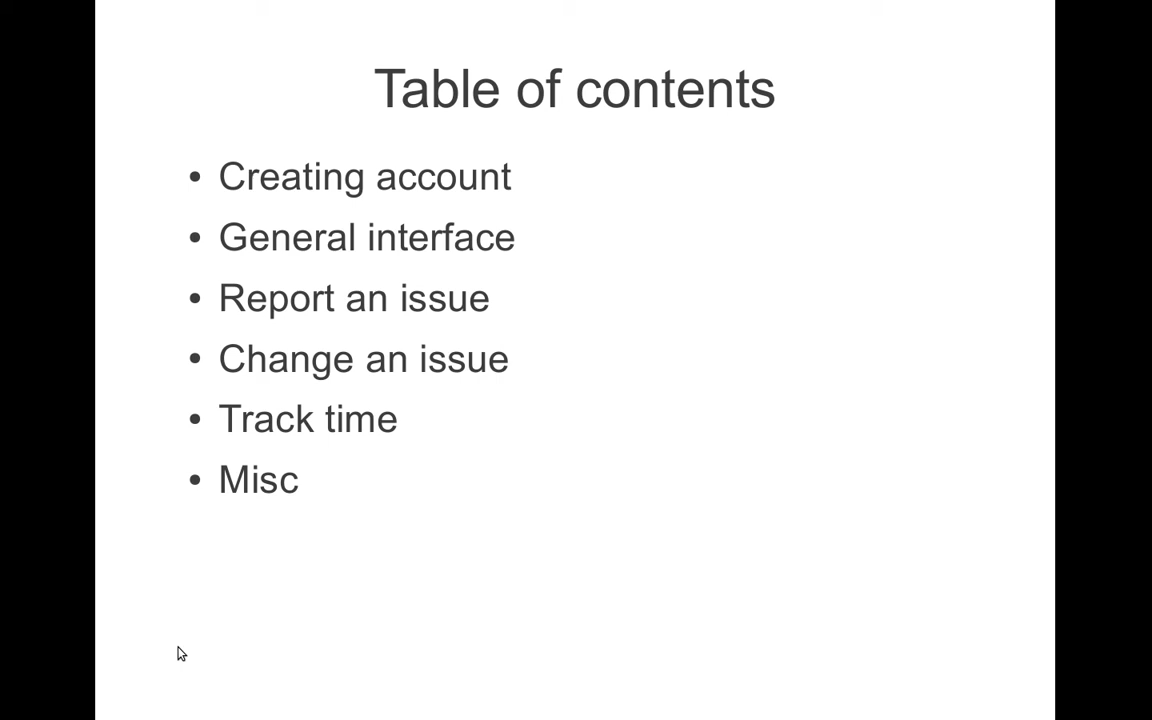 Table of contents
• Creating account
• General interface
• Report an issue
• Change an issue
• Track time
• Misc